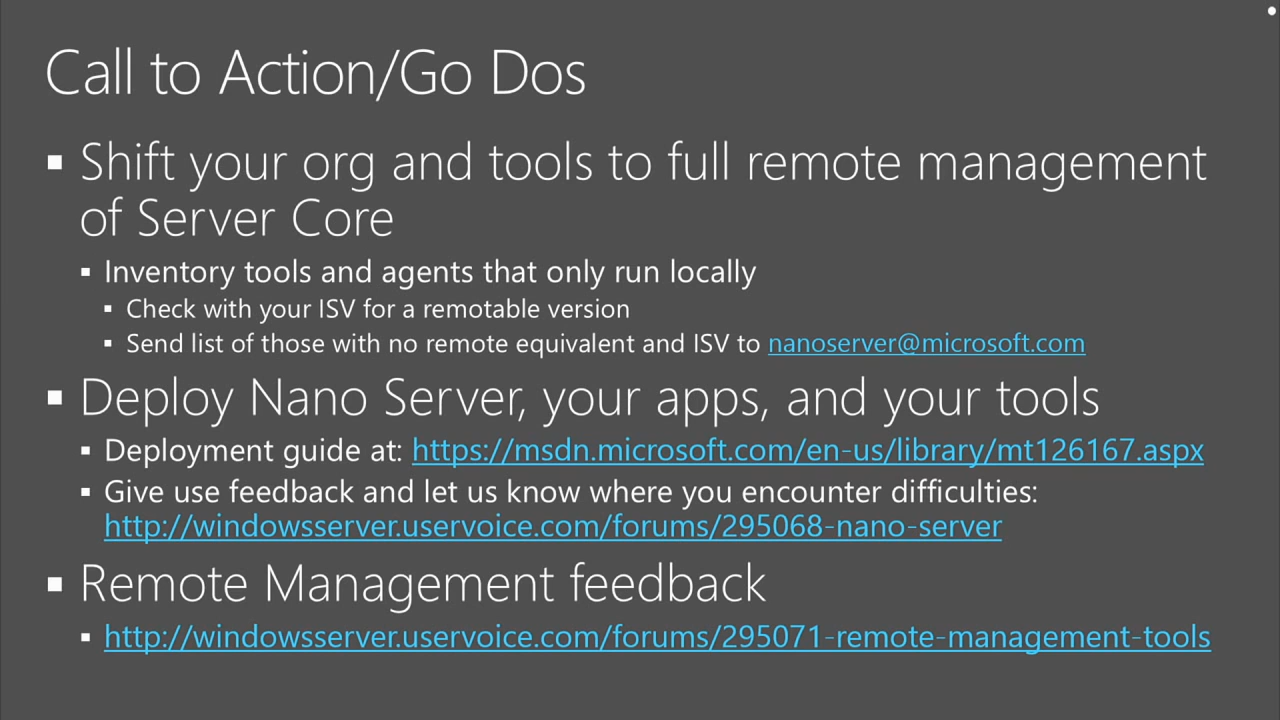 Call to Action/Go Dos
▪ Shift your org and tools to full remote management
of Server Core
▪ Inventory tools and agents that only run locally
▪ Check with your ISV for a remotable version
▪ Send list of those with no remote equivalent and ISV to nanoserver@microsoft.com
▪ Deploy Nano Server, your apps, and your tools
▪ Deployment guide at: https://msdn.microsoft.com/en-us/library/mt126167.aspx
▪ Give use feedback and let us know where you encounter difficulties:
http://windowsserver.uservoice.com/forums/295068-nano-server
▪ Remote Management feedback
▪ http://windowsserver.uservoice.com/forums/295071-remote-management-tools